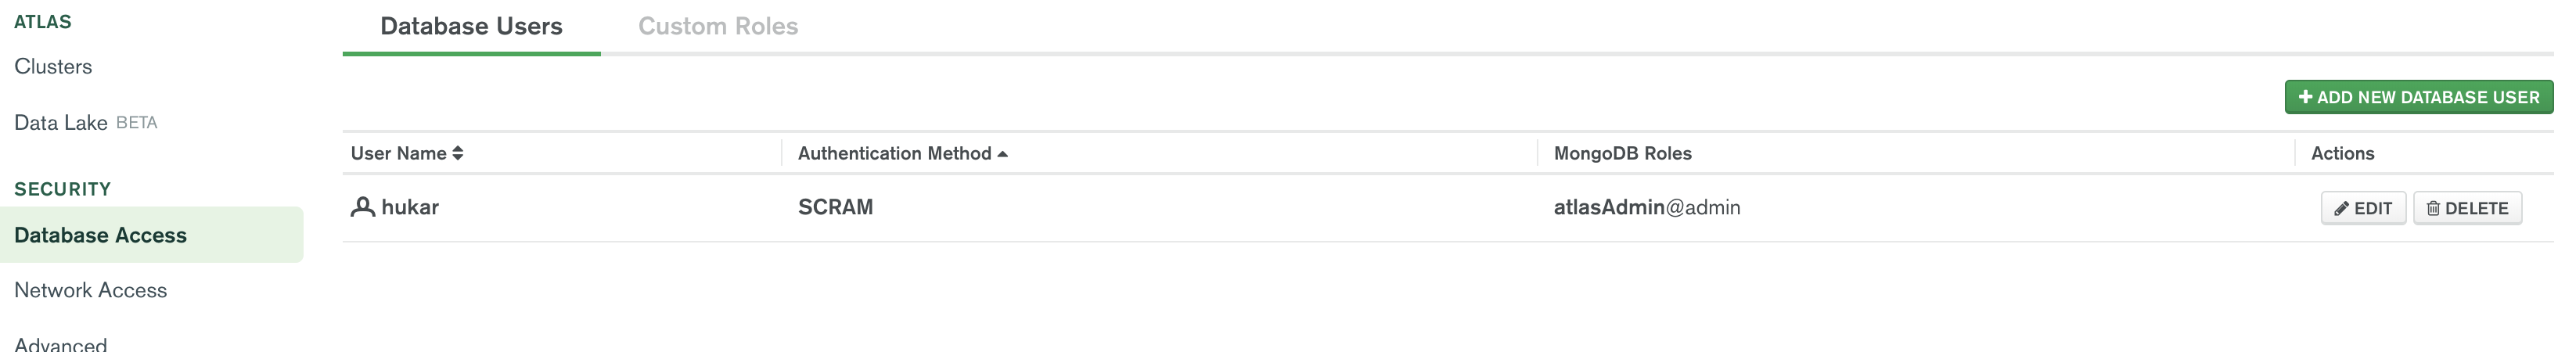 ATLAS
Clusters
Data Lake BETA
SECURITY
Database Access
Network Access
Advanced
Database Users Custom Roles
ADD NEW DATABASE USER
User Name Authentication Method MongoDB Roles Actions
hukar SCRAM atlasAdmin@admin EDIT DELETE